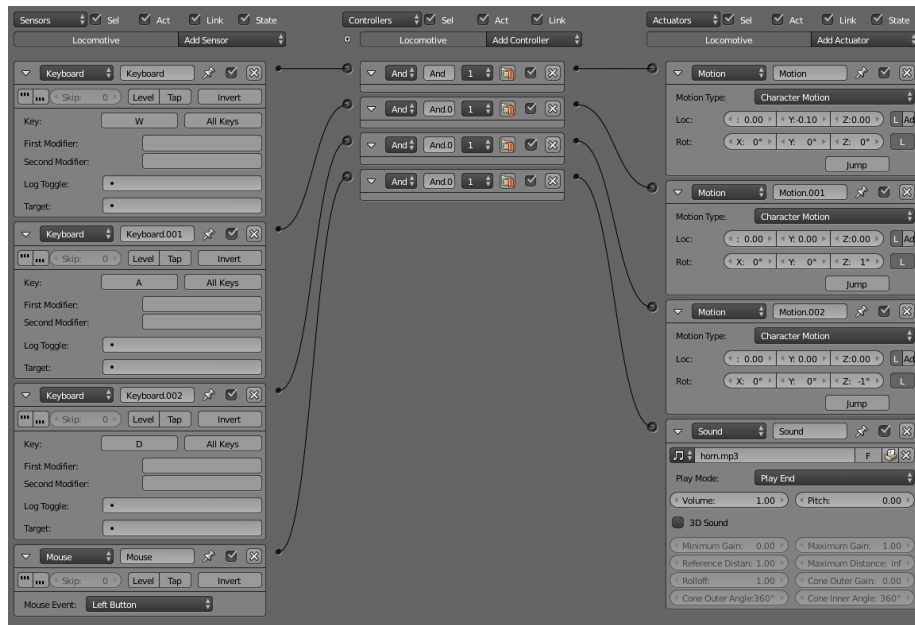 Sensors Sel Act Link State
Locomotive Add Sensor
Keyboard Keyboard
Skip: 0 Level Tap Invert
Key: W All Keys
First Modifier:
Second Modifier:
Log Toggle:
Target:
Keyboard Keyboard.001
Skip: 0 Level Tap Invert
Key: A All Keys
First Modifier:
Second Modifier:
Log Toggle:
Target:
Keyboard Keyboard.002
Skip: 0 Level Tap Invert
Key: D All Keys
First Modifier:
Second Modifier:
Log Toggle:
Target:
Mouse Mouse
Skip: 0 Level Tap Invert
Mouse Event: Left Button
Controllers Sel Act Link
Locomotive Add Controller
And And 1
And And.0 1
And And.0 1
And And.0 1
Actuators Sel Act Link State
Locomotive Add Actuator
Motion Motion
Motion Type: Character Motion
Loc: : 0.00 Y:-0.10 Z:0.00 L Ad
Rot: X: 0° Y: 0° Z: 0° L
Jump
Motion Motion.001
Motion Type: Character Motion
Loc: : 0.00 Y: 0.00 Z:0.00 L Ad
Rot: X: 0° Y: 0° Z: 1° L
Jump
Motion Motion.002
Motion Type: Character Motion
Loc: : 0.00 Y: 0.00 Z:0.00 L Ad
Rot: X: 0° Y: 0° Z: -1° L
Jump
Sound Sound
horn.mp3 F
Play Mode: Play End
Volume: 1.00 Pitch: 0.00
3D Sound
Minimum Gain: 0.00 Maximum Gain: 1.00
Reference Distan: 1.00 Maximum Distance: inf
Rolloff: 1.00 Cone Outer Gain: 0.00
Cone Outer Angle:360° Cone Inner Angle: 360°